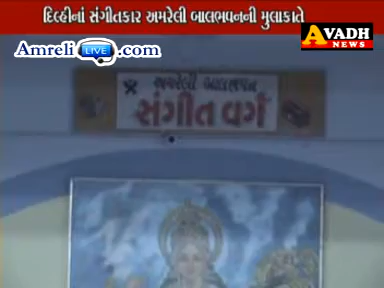 દિલ્હીનાં સંગીતકાર અમરેલી બાલભવનની મુલાકાતે
Amreli LIVE .com
AVADH
NEWS
અમરેલી બાલભવન
સંગીત વર્ગ